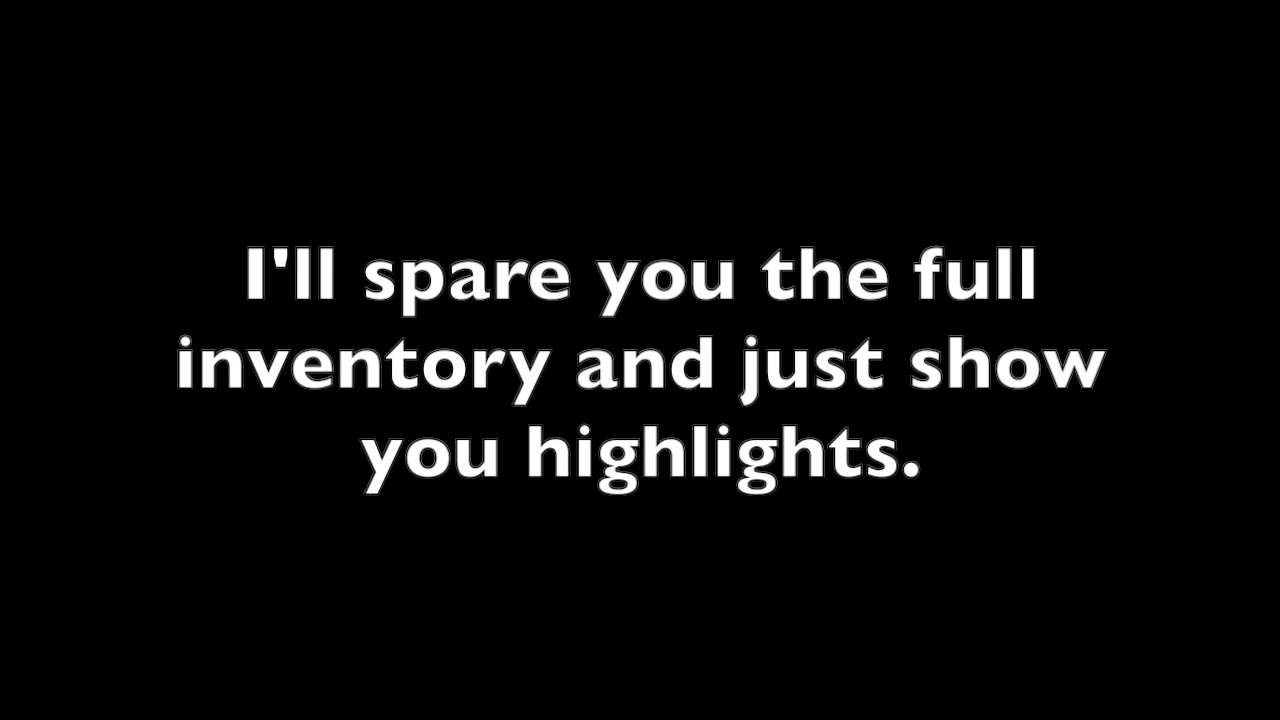 I'll spare you the full
inventory and just show
you highlights.